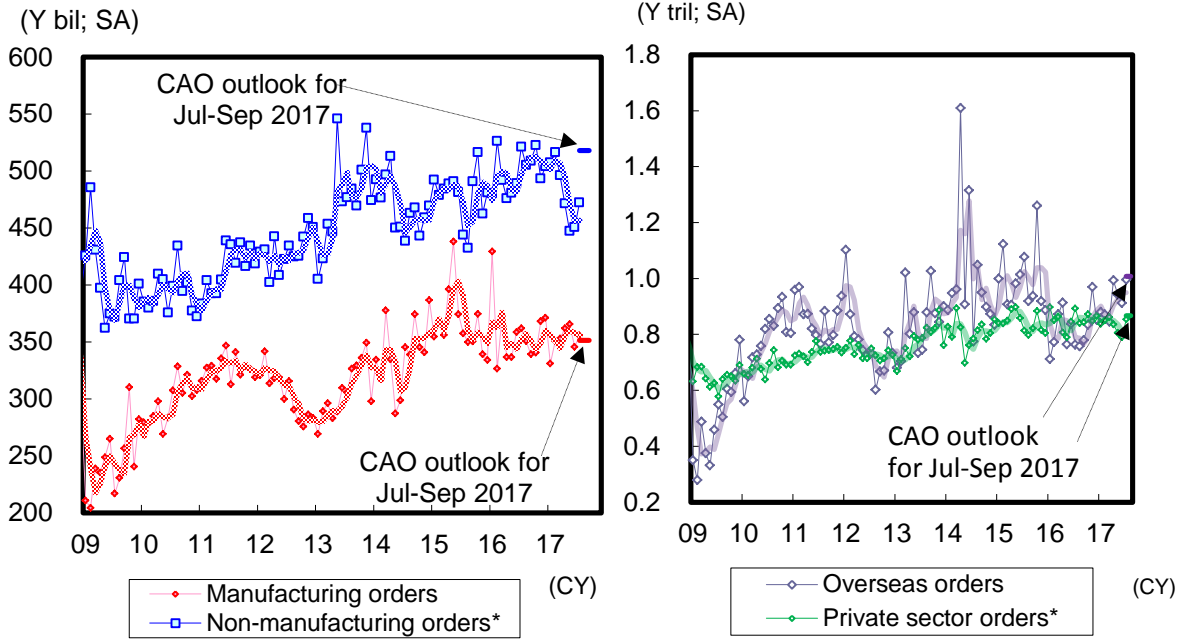 (Y bil; SA)
600
550
500
450
400
350
300
250
200
CAO outlook for
Jul-Sep 2017
CAO outlook for
Jul-Sep 2017
09 10 11 12 13 14 15 16 17
(CY)
Manufacturing orders
Non-manufacturing orders*
(Y tril; SA)
1.8
1.6
1.4
1.2
1.0
0.8
0.6
0.4
0.2
CAO outlook
for Jul-Sep 2017
09 10 11 12 13 14 15 16 17
(CY)
Overseas orders
Private sector orders*